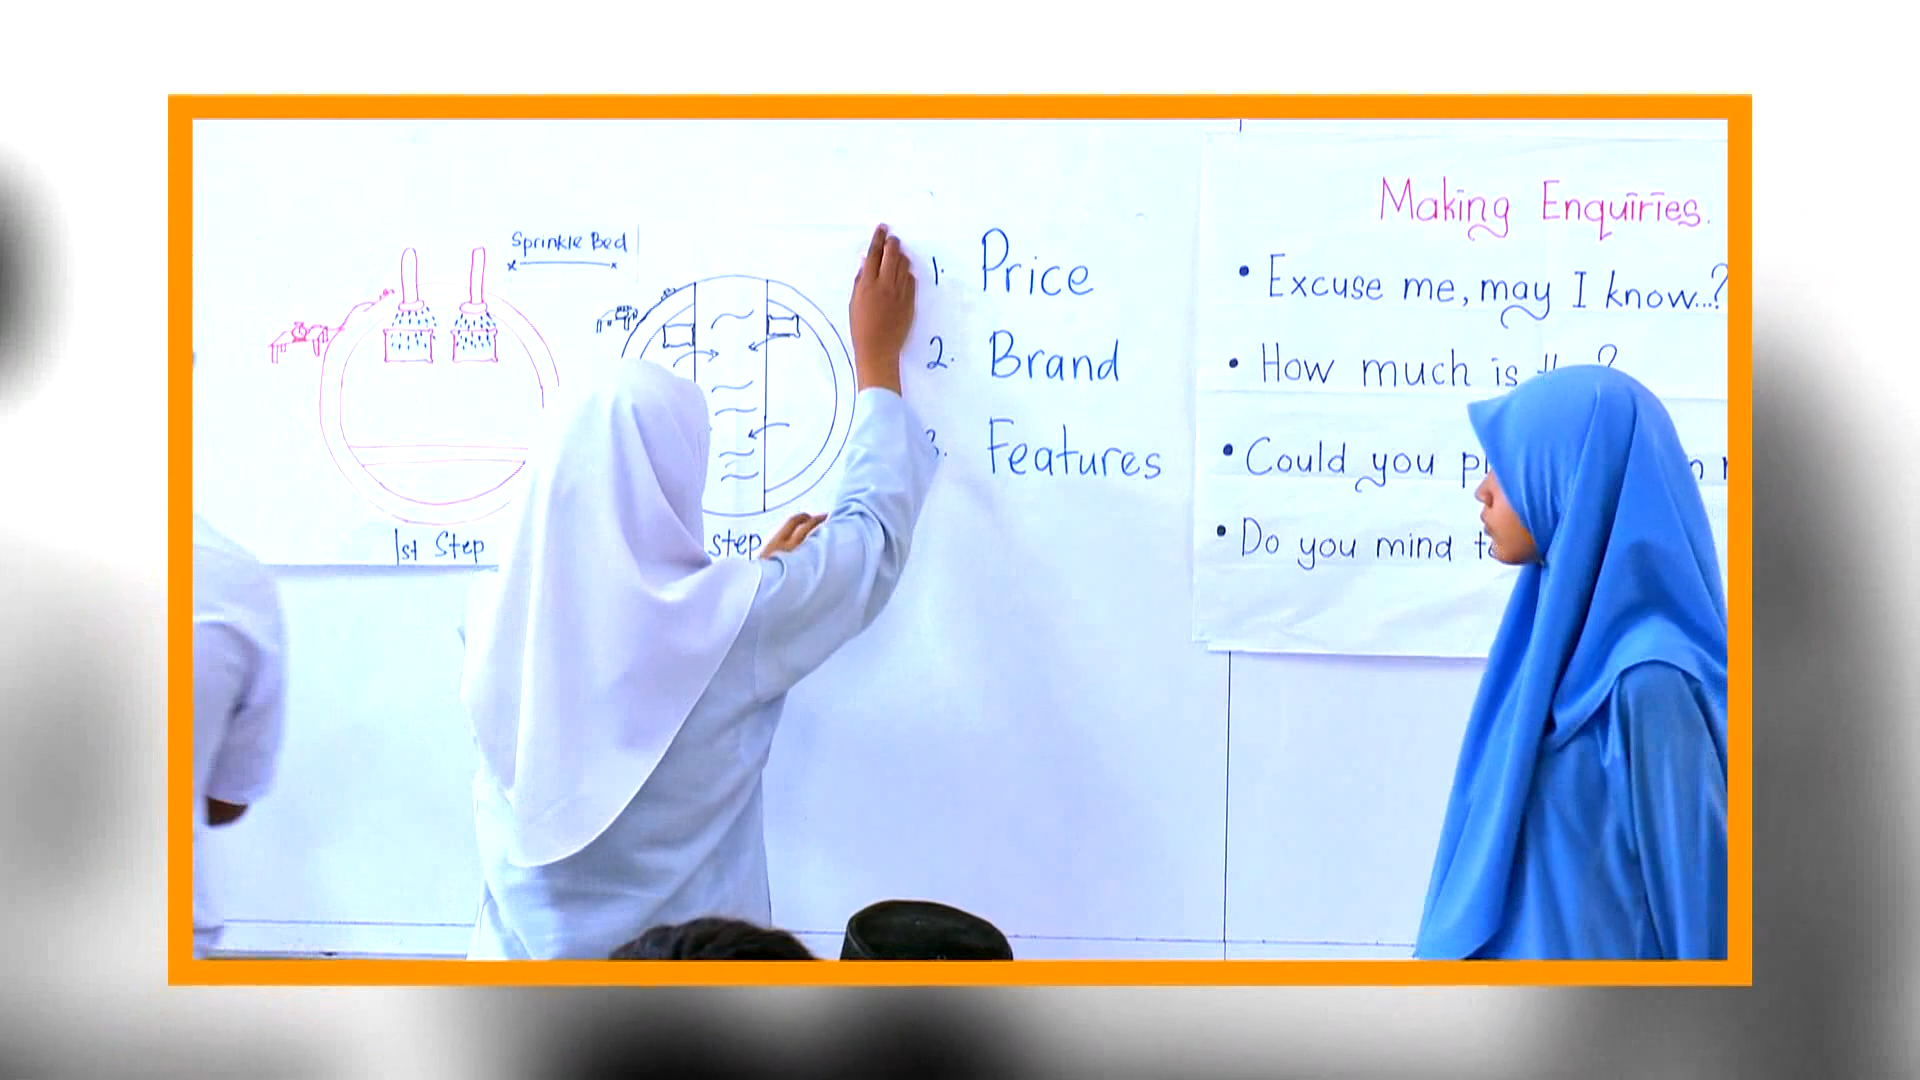 Sprinkle Bed
1st Step
step
1. Price
2. Brand
3. Features
Making Enquiries.
• Excuse me, may I know...?
• How much is ?
• Could you
• Do you mind